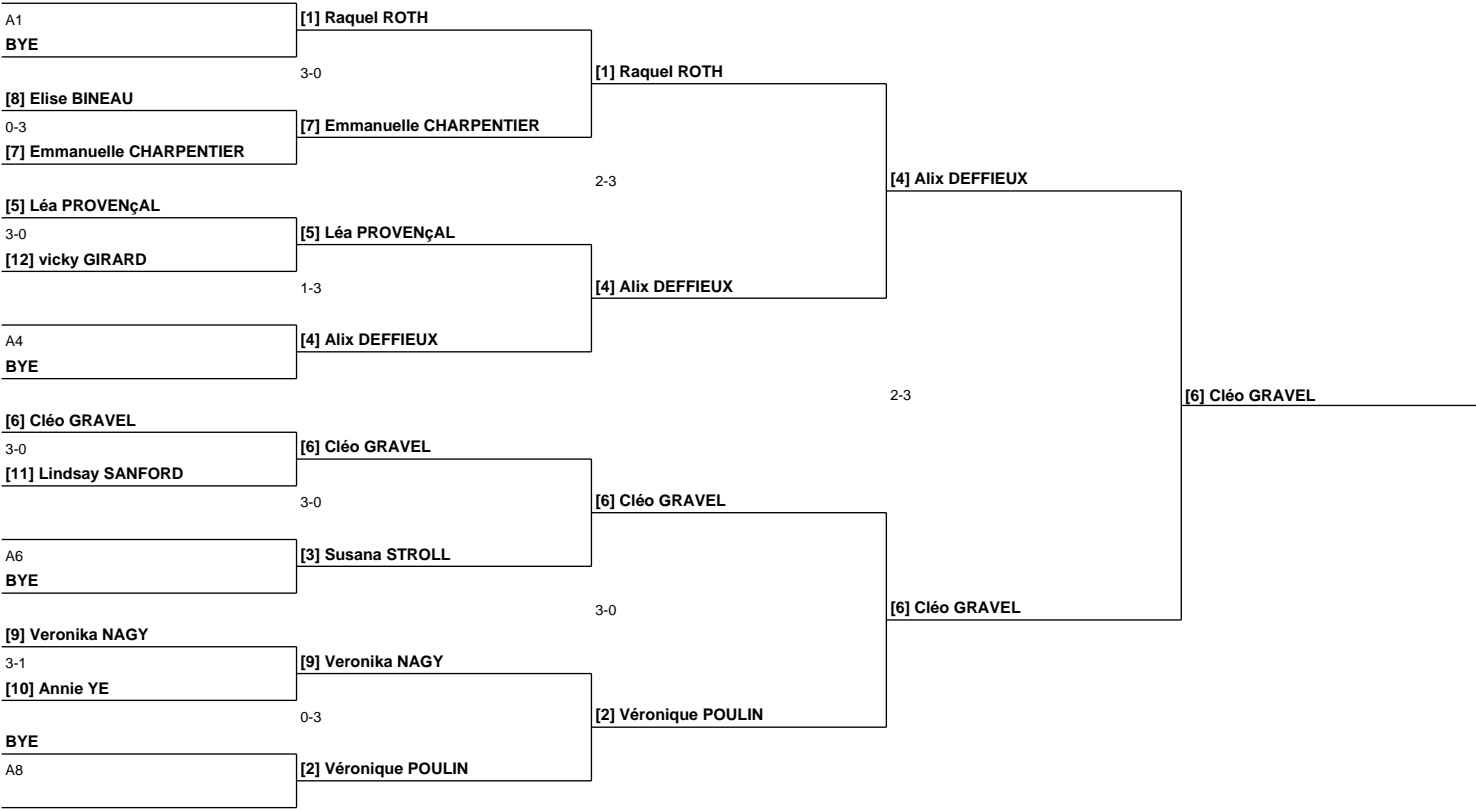 A1
BYE
[8] Elise BINEAU
0-3
[7] Emmanuelle CHARPENTIER
[5] Léa PROVENçAL
3-0
[12] vicky GIRARD
A4
BYE
[6] Cléo GRAVEL
3-0
[11] Lindsay SANFORD
A6
BYE
[9] Veronika NAGY
3-1
[10] Annie YE
BYE
A8
[1] Raquel ROTH
3-0
[7] Emmanuelle CHARPENTIER
[5] Léa PROVENçAL
1-3
[4] Alix DEFFIEUX
[6] Cléo GRAVEL
3-0
[3] Susana STROLL
[9] Veronika NAGY
0-3
[2] Véronique POULIN
[1] Raquel ROTH
2-3
[4] Alix DEFFIEUX
[6] Cléo GRAVEL
3-0
[2] Véronique POULIN
[4] Alix DEFFIEUX
2-3
[6] Cléo GRAVEL
[6] Cléo GRAVEL